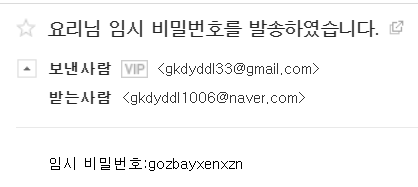 요리님 임시 비밀번호를 발송하였습니다.
보낸사람 VIP <gkdyddl33@gmail.com>
받는사람 <gkdyddl1006@naver.com>
임시 비밀번호:gozbayxenxzn